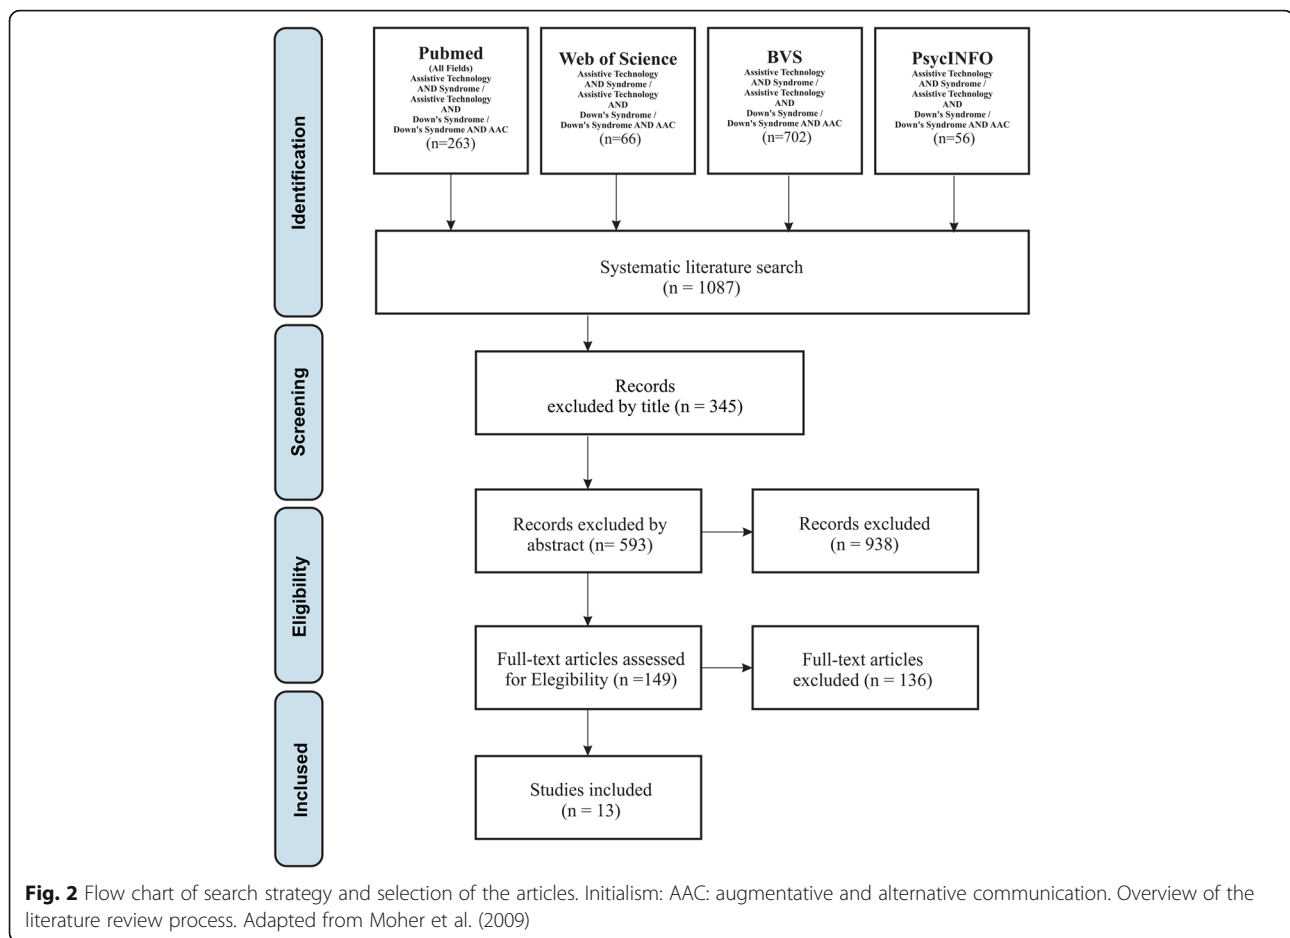 Identification
Pubmed
(All Fields)
Assistive Technology
AND Syndrome /
Assistive Technology
AND
Down's Syndrome /
Down's Syndrome AND AAC
(n=263)
Web of Science
Assistive Technology
AND Syndrome /
Assistive Technology
AND
Down's Syndrome /
Down's Syndrome AND AAC
(n=66)
BVS
Assistive Technology
AND Syndrome /
Assistive Technology
AND
Down's Syndrome /
Down's Syndrome AND AAC
(n=702)
PsycINFO
Assistive Technology
AND Syndrome /
Assistive Technology
AND
Down's Syndrome /
Down's Syndrome AND AAC
(n=56)
Systematic literature search
(n = 1087)
Screening
Records
excluded by title (n = 345)
Eligibility
Records excluded by
abstract (n= 593)
Records excluded
(n = 938)
Full-text articles assessed
for Elegibility (n =149)
Full-text articles
excluded (n = 136)
Inclused
Studies included
(n = 13)
Fig. 2 Flow chart of search strategy and selection of the articles. Initialism: AAC: augmentative and alternative communication. Overview of the
literature review process. Adapted from Moher et al. (2009)